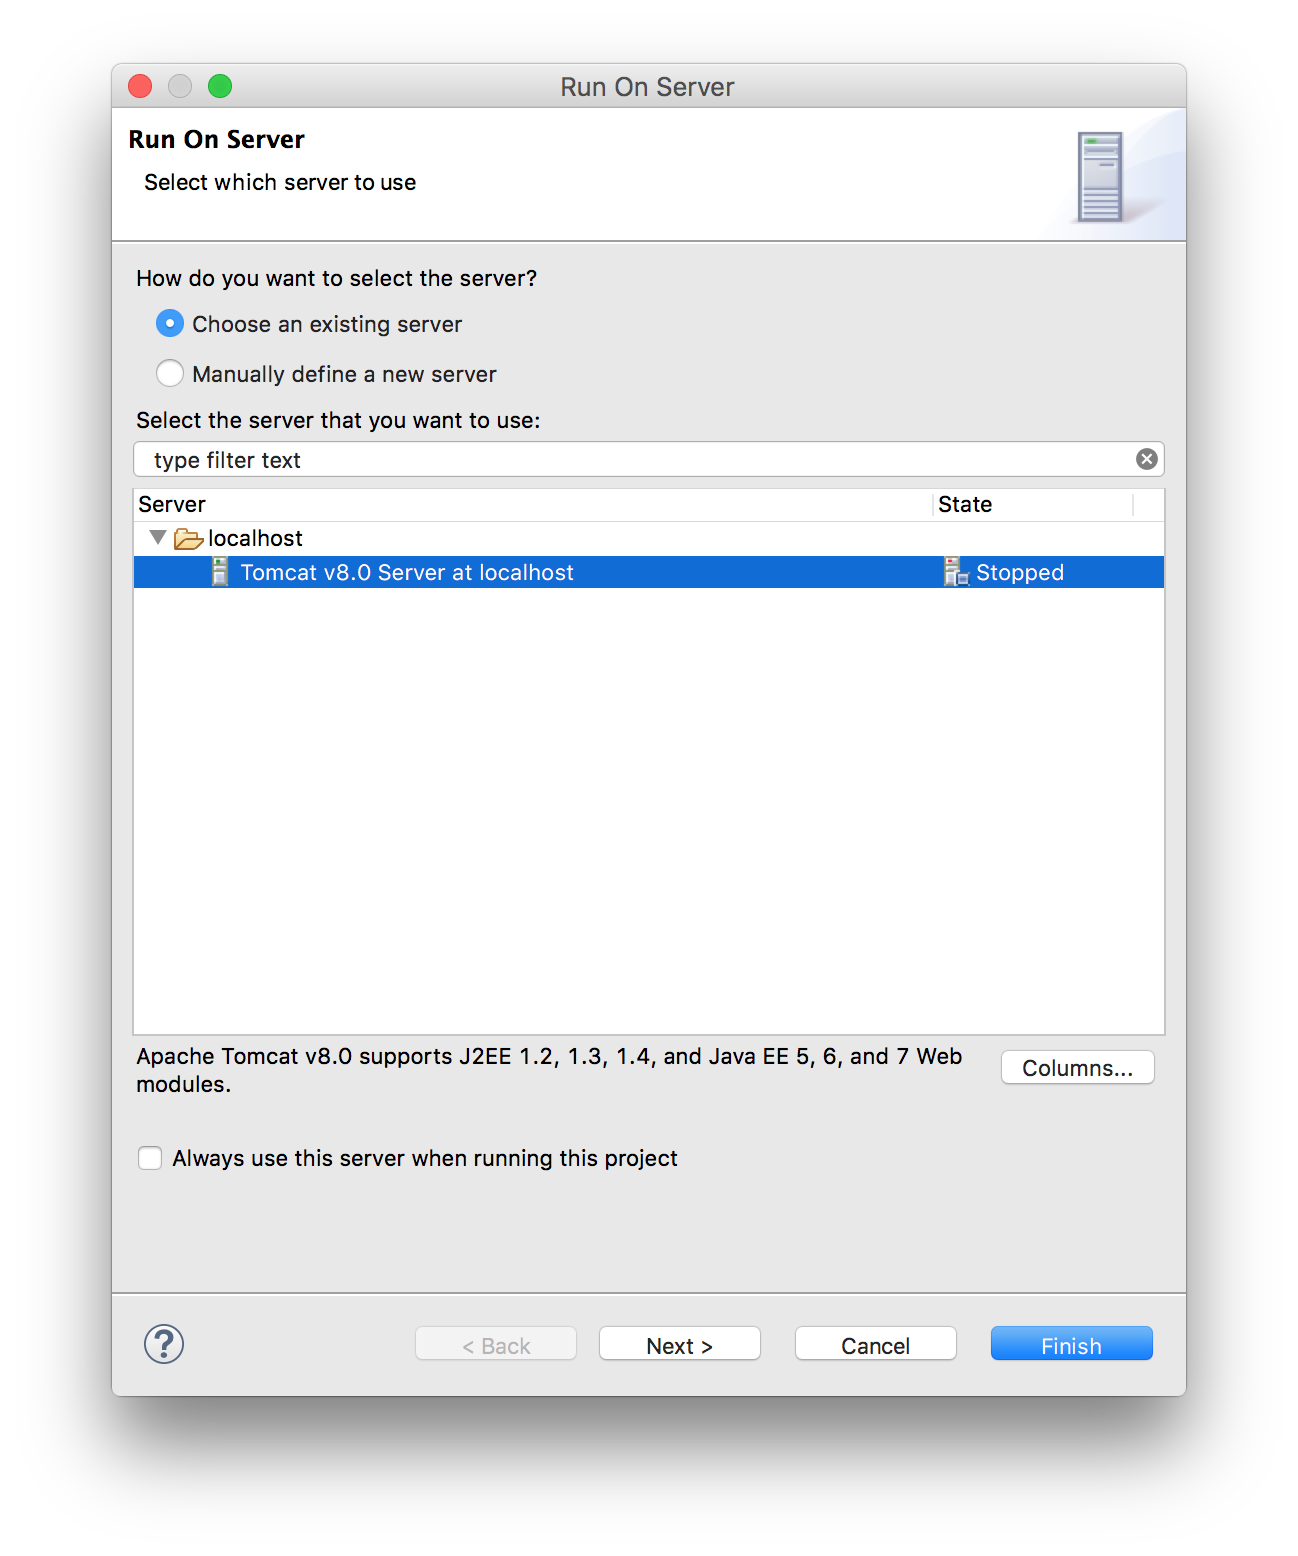 Run On Server
Run On Server
Select which server to use
How do you want to select the server?
Choose an existing server
Manually define a new server
Select the server that you want to use:
type filter text
Server State
localhost
Tomcat v8.0 Server at localhost Stopped
Apache Tomcat v8.0 supports J2EE 1.2, 1.3, 1.4, and Java EE 5, 6, and 7 Web
modules.
Columns...
Always use this server when running this project
? < Back Next > Cancel Finish